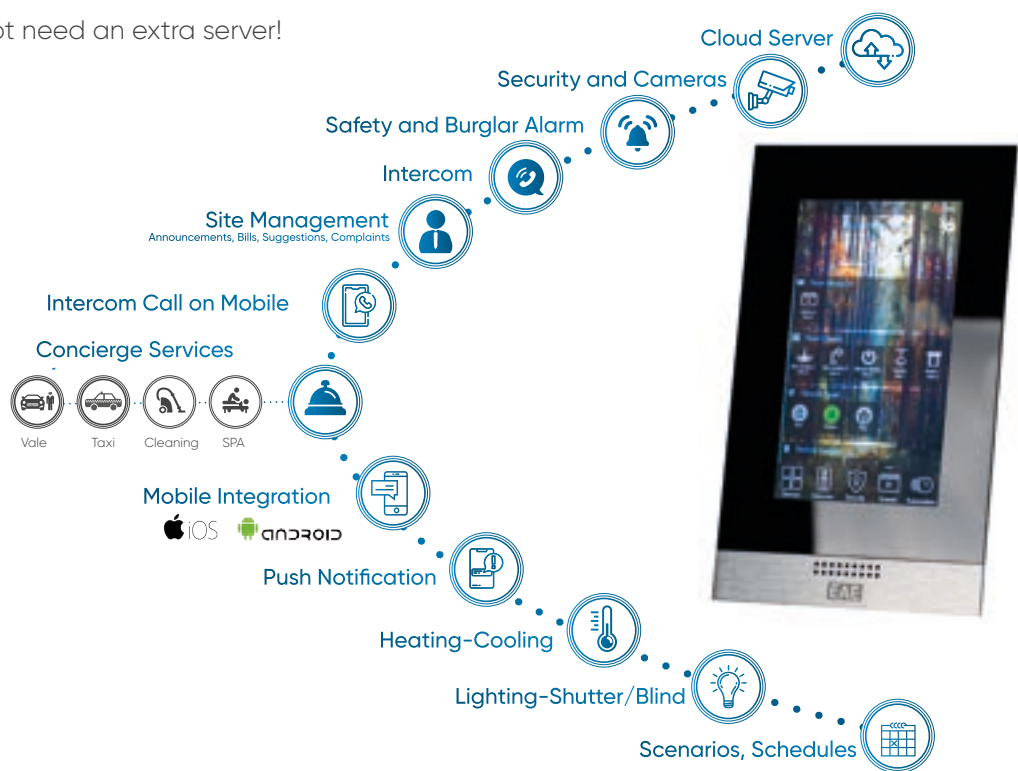 ot need an extra server!
Cloud Server
Security and Cameras
Safety and Burglar Alarm
Intercom
Site Management
Announcements, Bills, Suggestions, Complaints
Intercom Call on Mobile
Concierge Services
Vale Taxi Cleaning SPA
Mobile Integration
iOS android
Push Notification
Heating-Cooling
Lighting-Shutter/Blind
Scenarios, Schedules
EAE